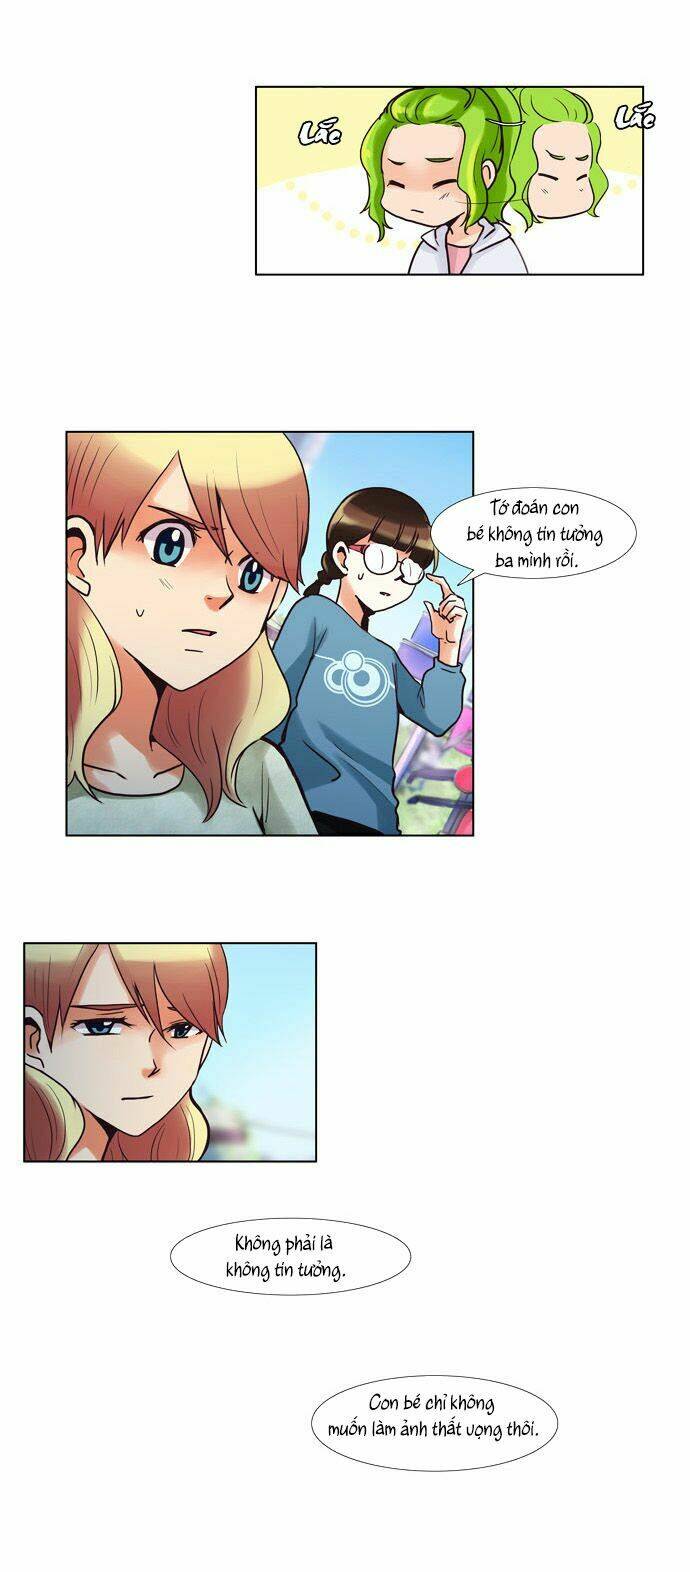 Lắc
Lắc
Tớ đoán con
bé không tin tưởng
ba mình rồi.
Không phải là
không tin tưởng.
Con bé chỉ không
muốn làm ảnh thất vọng thôi.